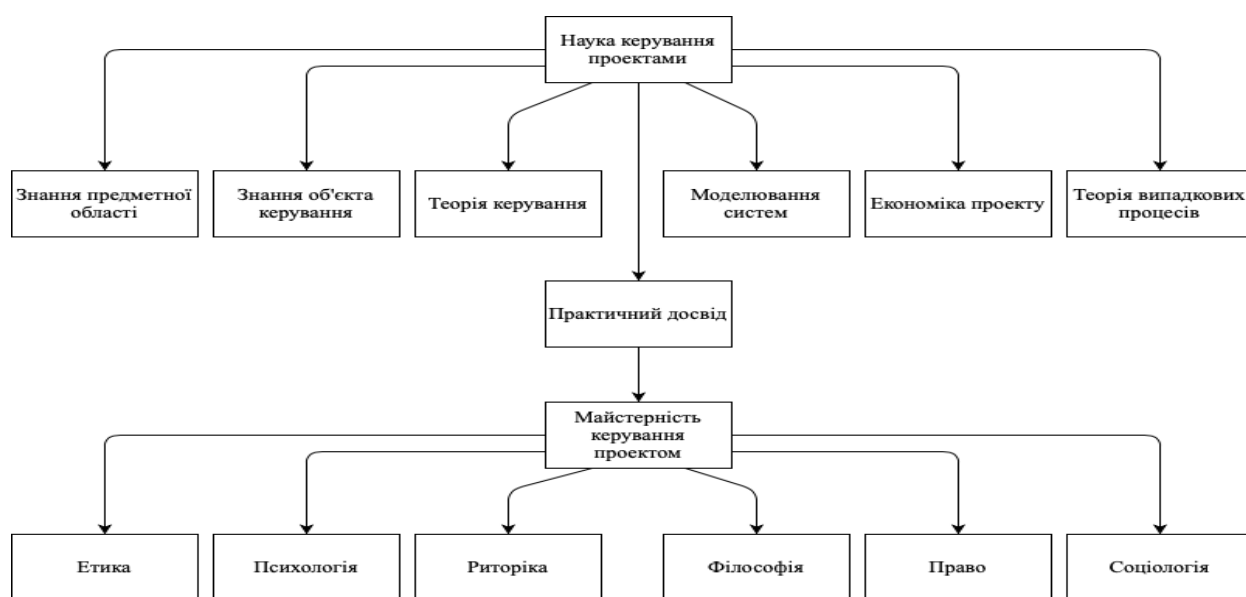 Наука керування
проектами
Знання предметної
області
Знання об'єкта
керування
Теорія керування
Моделювання
систем
Економіка проекту
Теорія випадкових
процесів
Практичний досвід
Майстерність
керування
проектом
Етика
Психологія
Риторіка
Філософія
Право
Соціологія